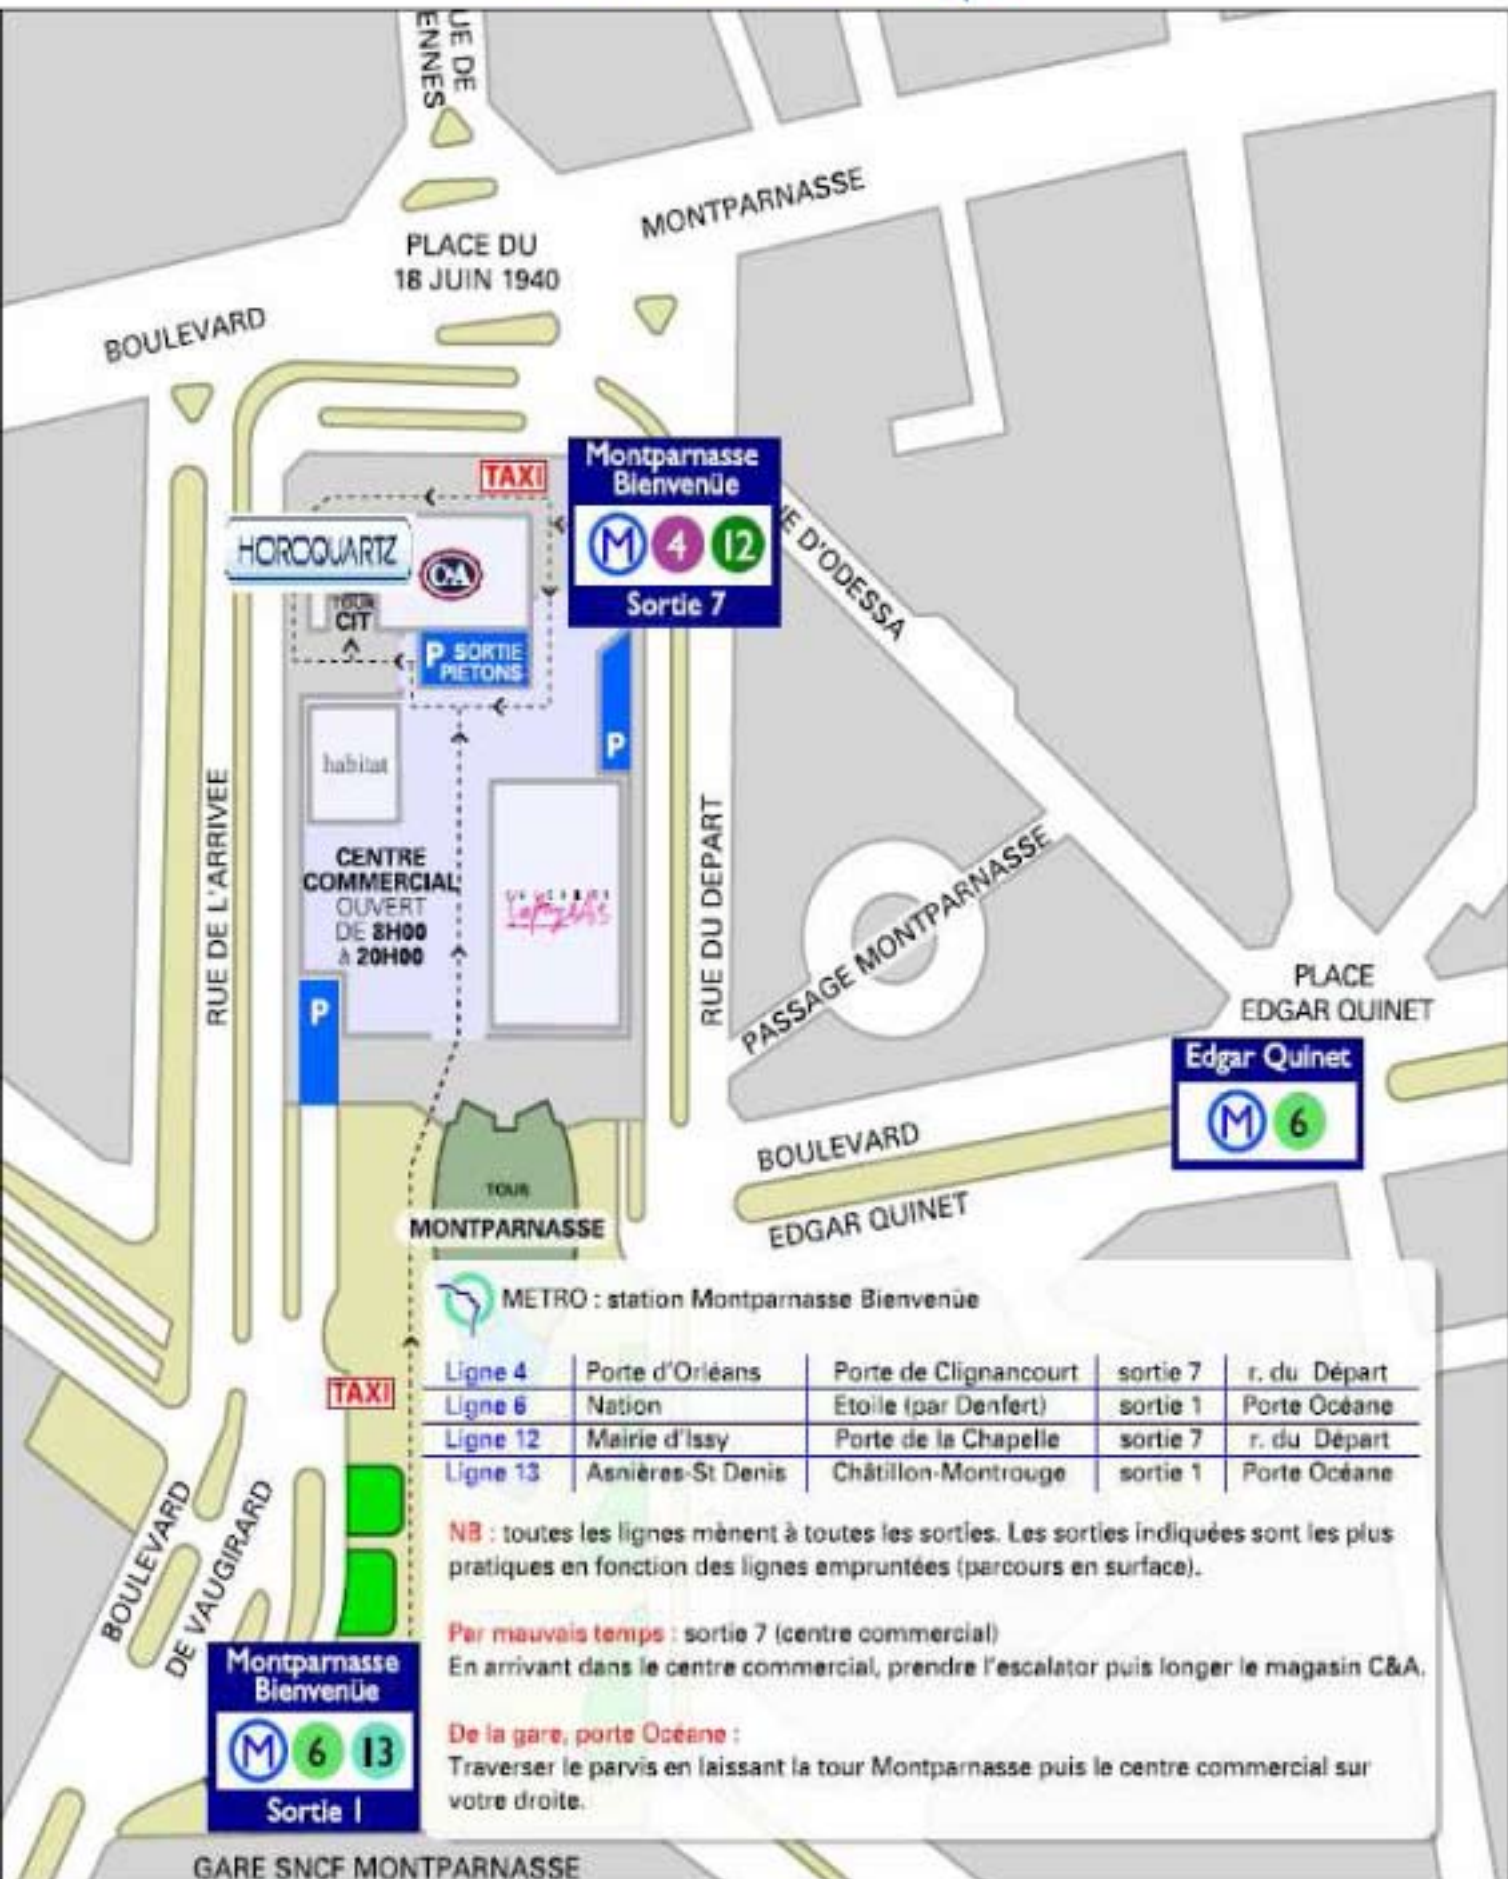 UE DE
ENNES
MONTPARNASSE
PLACE DU
18 JUIN 1940
BOULEVARD
TAXI
Montparnasse
Bienvenüe
M 4 12
Sortie 7
HOROQUARTZ
C&A
TOUR
CIT
P SORTIE
PIETONS
P
E D'ODESSA
habitat
RUE DE L'ARRIVEE
CENTRE
COMMERCIAL
OUVERT
DE 8H00
à 20H00
Lafayette
RUE DU DEPART
PASSAGE MONTPARNASSE
P
PLACE
EDGAR QUINET
Edgar Quinet
M 6
BOULEVARD
EDGAR QUINET
TOUR
MONTPARNASSE
METRO : station Montparnasse Bienvenüe
Ligne 4 Porte d'Orléans Porte de Clignancourt sortie 7 r. du Départ
Ligne 6 Nation Etoile (par Denfert) sortie 1 Porte Océane
Ligne 12 Mairie d'Issy Porte de la Chapelle sortie 7 r. du Départ
Ligne 13 Asnières-St Denis Châtillon-Montrouge sortie 1 Porte Océane
TAXI
NB : toutes les lignes mènent à toutes les sorties. Les sorties indiquées sont les plus
pratiques en fonction des lignes empruntées (parcours en surface).
Par mauvais temps : sortie 7 (centre commercial)
En arrivant dans le centre commercial, prendre l'escalator puis longer le magasin C&A.
De la gare, porte Océane :
Traverser le parvis en laissant la tour Montparnasse puis le centre commercial sur
votre droite.
BOULEVARD
DE VAUGIRARD
Montparnasse
Bienvenüe
M 6 13
Sortie 1
GARE SNCF MONTPARNASSE